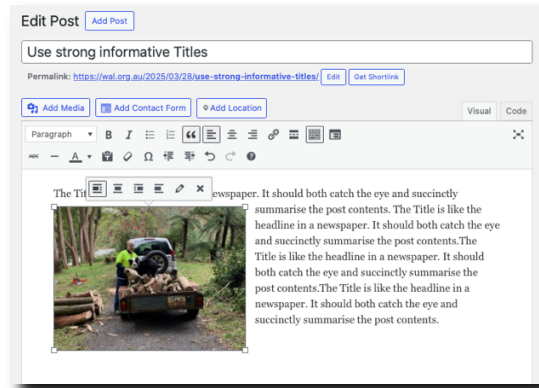 Edit Post Add Post
Use strong informative Titles
Permalink: https://wal.org.au/2025/03/28/use-strong-informative-titles/ Edit Get Shortlink
Add Media Add Contact Form Add Location
Visual Code
Paragraph B I
ABC A Ω
The Tit ewspaper. It should both catch the eye and succinctly
summarise the post contents. The Title is like the
headline in a newspaper. It should both catch the eye
and succinctly summarise the post contents.The
Title is like the headline in a newspaper. It should
both catch the eye and succinctly summarise the
post contents.The Title is like the headline in a
newspaper. It should both catch the eye and
succinctly summarise the post contents.